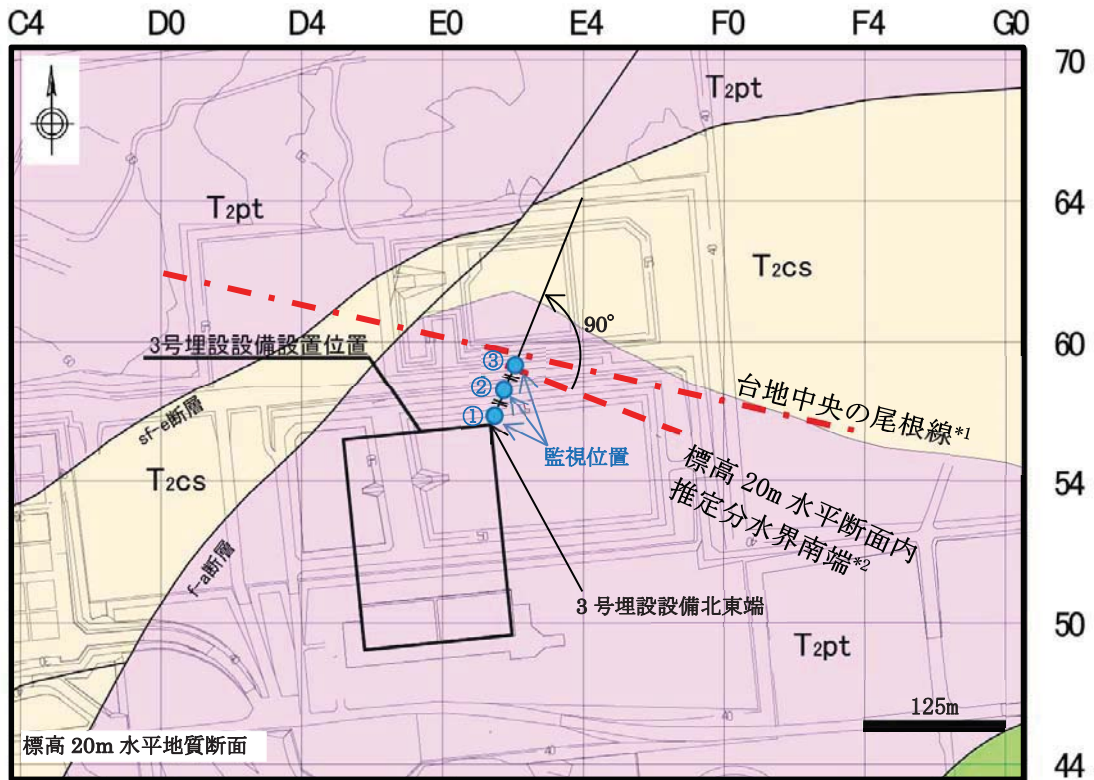 C4 D0 D4 E0 E4 F0 F4 G0
70
T2pt
64
T2pt
T2cs
90°
60
3号埋設設備設置位置
③
②
①
台地中央の尾根線*1
監視位置
sf-e断層
標高 20m 水平断面内
推定分水界南端*2
T2cs
54
f-a断層
3 号埋設設備北東端
50
T2pt
125m
標高 20m 水平地質断面
44